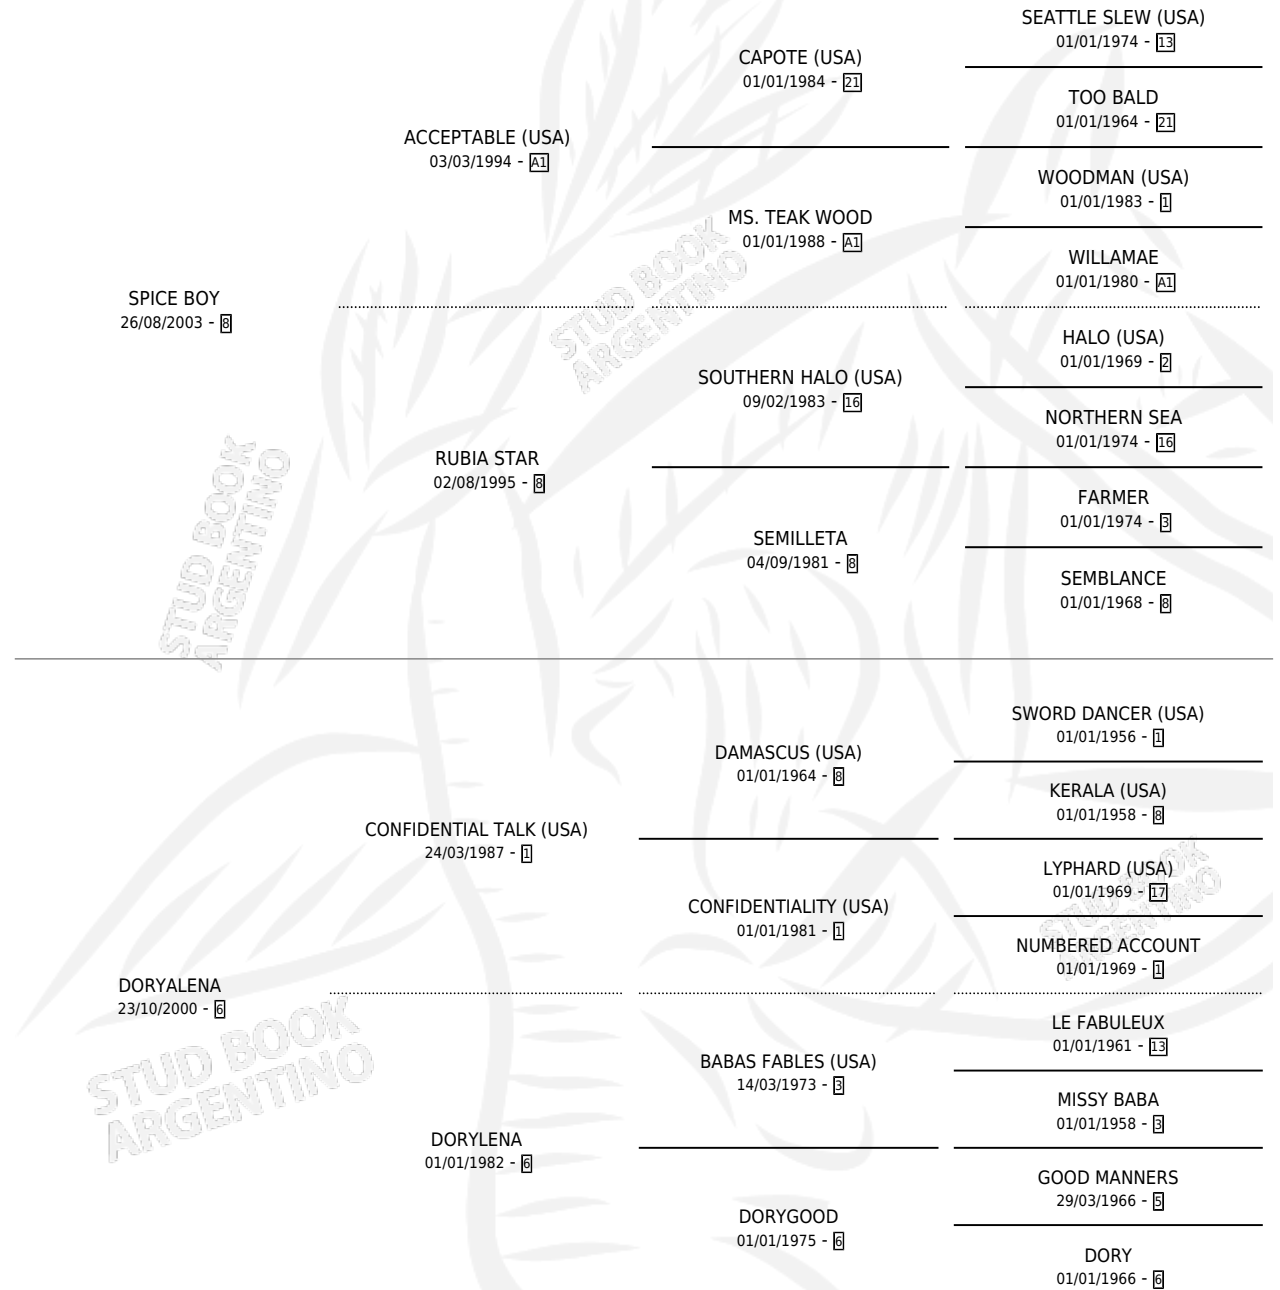 SEATTLE SLEW (USA)
01/01/1974 - 13
CAPOTE (USA)
01/01/1984 - 21
TOO BALD
01/01/1964 - 21
ACCEPTABLE (USA)
03/03/1994 - A1
WOODMAN (USA)
01/01/1983 - 1
MS. TEAK WOOD
01/01/1988 - A1
WILLAMAE
01/01/1980 - A1
SPICE BOY
26/08/2003 - 8
HALO (USA)
01/01/1969 - 2
SOUTHERN HALO (USA)
09/02/1983 - 16
NORTHERN SEA
01/01/1974 - 16
RUBIA STAR
02/08/1995 - 8
FARMER
01/01/1974 - 3
SEMILLETA
04/09/1981 - 8
SEMBLANCE
01/01/1968 - 8
STUD BOOK
ARGENTINO
STUD BOOK
ARGENTINO
SWORD DANCER (USA)
01/01/1956 - 1
DAMASCUS (USA)
01/01/1964 - 8
KERALA (USA)
01/01/1958 - 8
CONFIDENTIAL TALK (USA)
24/03/1987 - 1
LYPHARD (USA)
01/01/1969 - 17
CONFIDENTIALITY (USA)
01/01/1981 - 1
NUMBERED ACCOUNT
01/01/1969 - 1
DORYALENA
23/10/2000 - 6
LE FABULEUX
01/01/1961 - 13
BABAS FABLES (USA)
14/03/1973 - 3
MISSY BABA
01/01/1958 - 3
DORYLENA
01/01/1982 - 6
GOOD MANNERS
29/03/1966 - 5
DORYGOOD
01/01/1975 - 6
DORY
01/01/1966 - 6
STUD BOOK
ARGENTINO
STUD BOOK
ARGENTINO